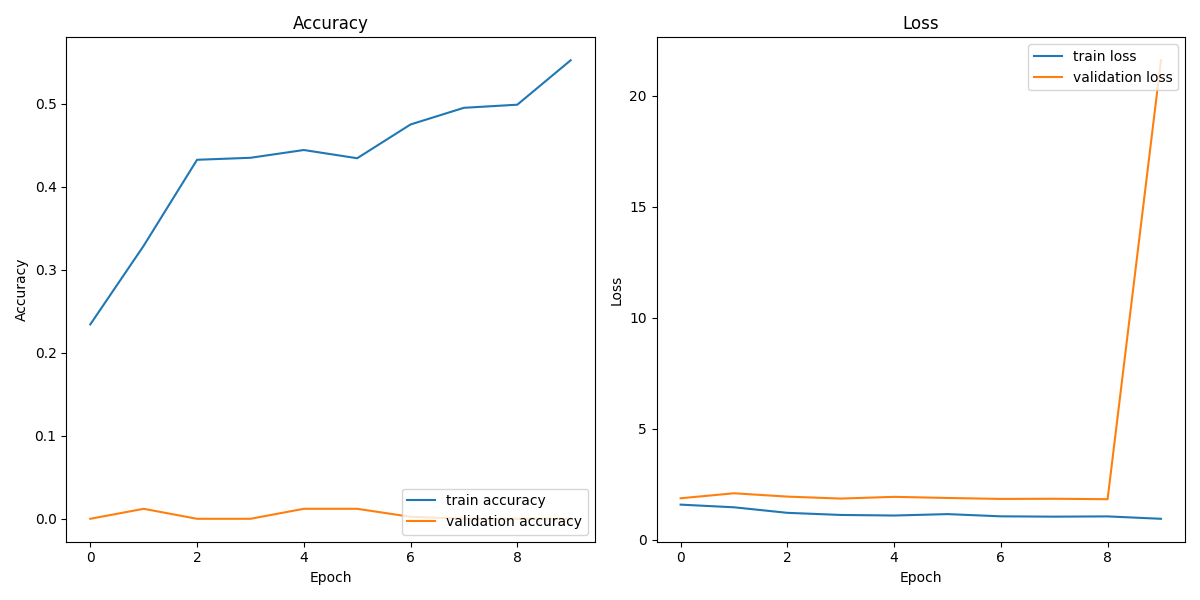 Accuracy
Accuracy
0.5
0.4
0.3
0.2
0.1
0.0
train accuracy
validation accuracy
0 2 4 6 8
Epoch
Loss
Loss
20
15
10
5
0
train loss
validation loss
0 2 4 6 8
Epoch